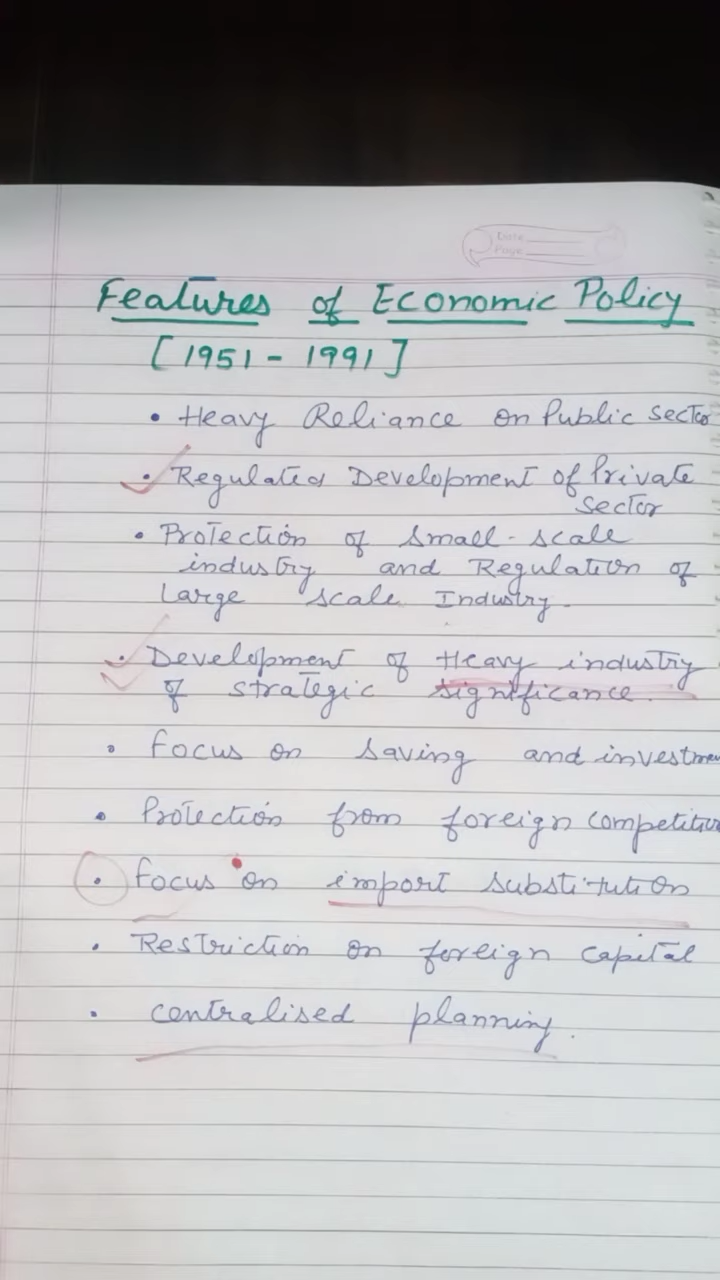 Date
Page
Features of Economic Policy
[1951 - 1991]
• Heavy Reliance on Public Sector
• Regulated Development of Private
Sector
• Protection of Small-scale
industry and Regulation of
Large scale Industry.
• Development of Heavy industry
of strategic significance.
• Focus on saving and investmen
• Protection from foreign competition
• Focus on import substitution
• Restriction on foreign capital
• centralised planning.